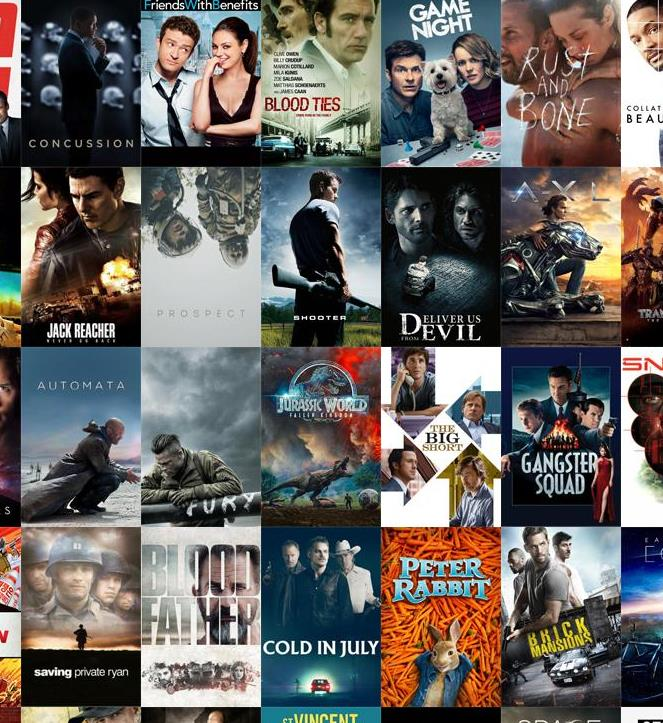 CONCUSSION
FriendsWithBenefits
CLIVE OWEN
BILLY CRUDUP
MARION COTILLARD
MILA KUNIS
ZOE SALDANA
MATTHIAS SCHOENAERTS
AND JAMES CAAN
BLOOD TIES
GAME
NIGHT
RUST
AND
BONE
COLLAT
BEAU
JACK REACHER
NEVER GO BACK
PROSPECT
SHOOTER
DELIVER US
FROM EVIL
AXL
TRA
AUTOMATA
FURY
JURASSIC WORLD
FALLEN KINGDOM
THE
BIG
SHORT
GANGSTER
SQUAD
SN
S
saving private ryan
BLOOD
FATHER
COLD IN JULY
PETER
RABBIT
BRICK
MANSIONS
E A
E
ST. VINCENT
SPACE